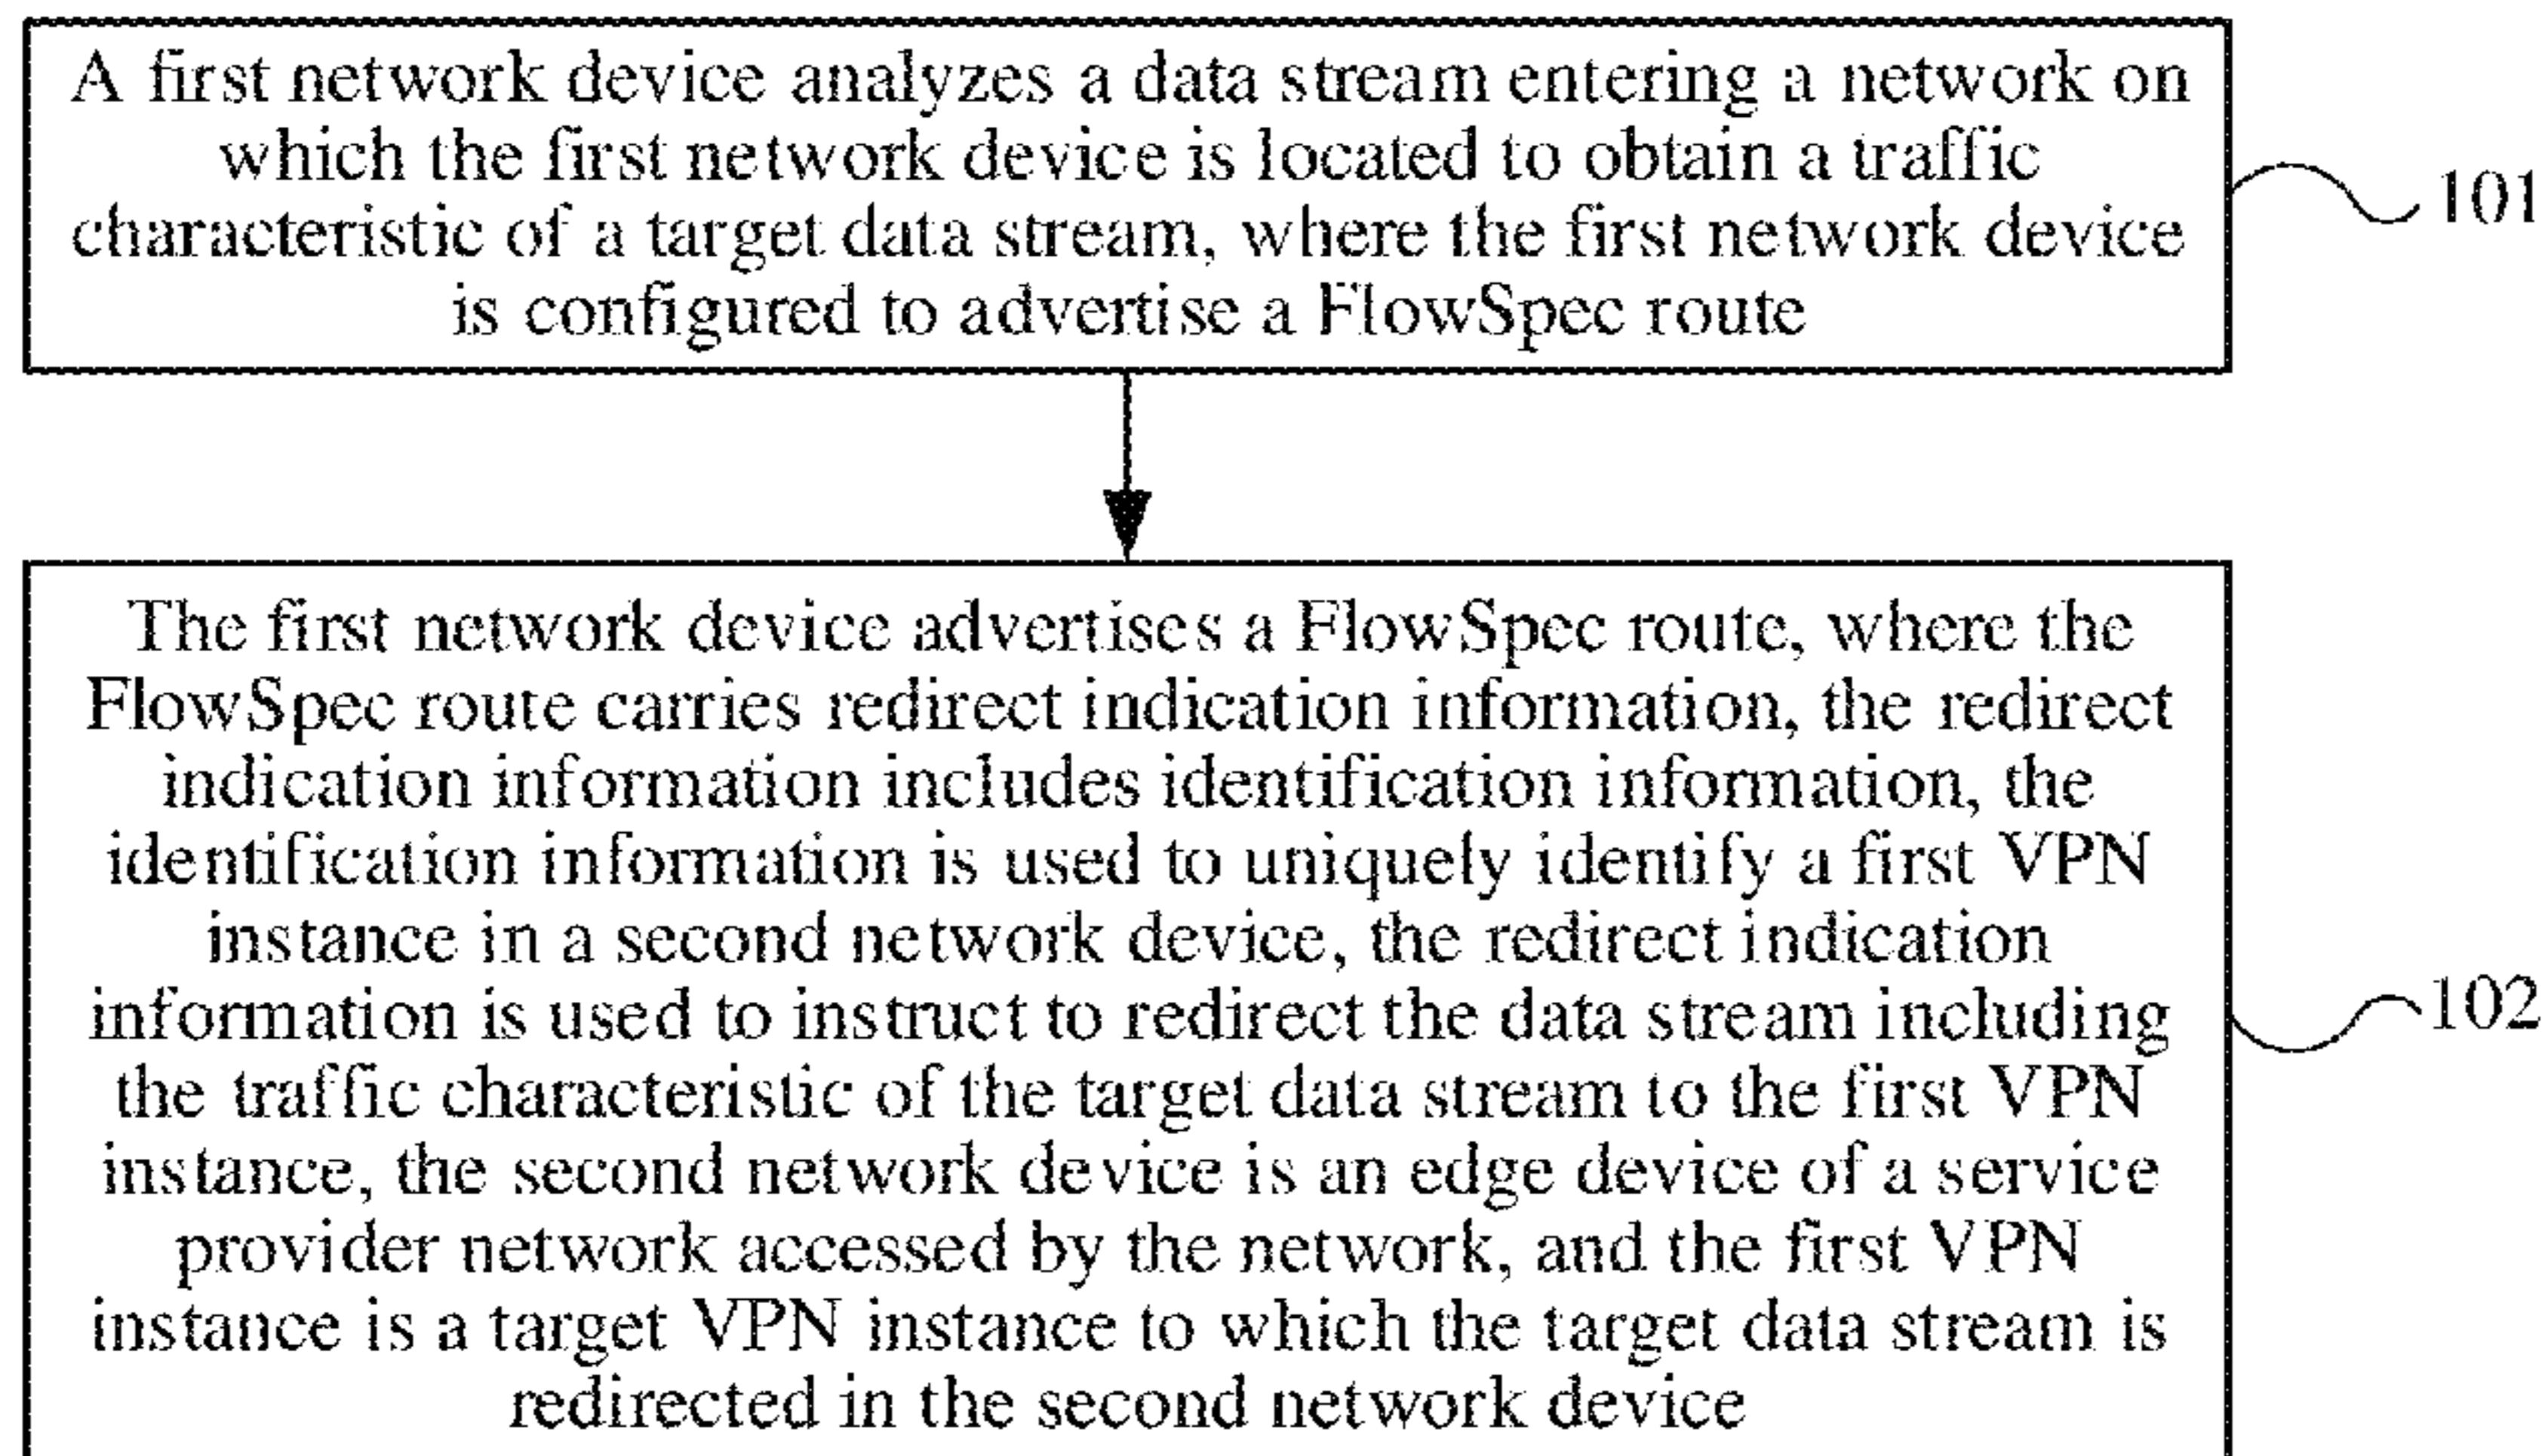 A first network device analyzes a data stream entering a network on
which the first network device is located to obtain a traffic
characteristic of a target data stream, where the first network device
is configured to advertise a FlowSpec route
101
The first network device advertises a FlowSpec route, where the
FlowSpec route carries redirect indication information, the redirect
indication information includes identification information, the
identification information is used to uniquely identify a first VPN
instance in a second network device, the redirect indication
information is used to instruct to redirect the data stream including
the traffic characteristic of the target data stream to the first VPN
instance, the second network device is an edge device of a service
provider network accessed by the network, and the first VPN
instance is a target VPN instance to which the target data stream is
redirected in the second network device
102